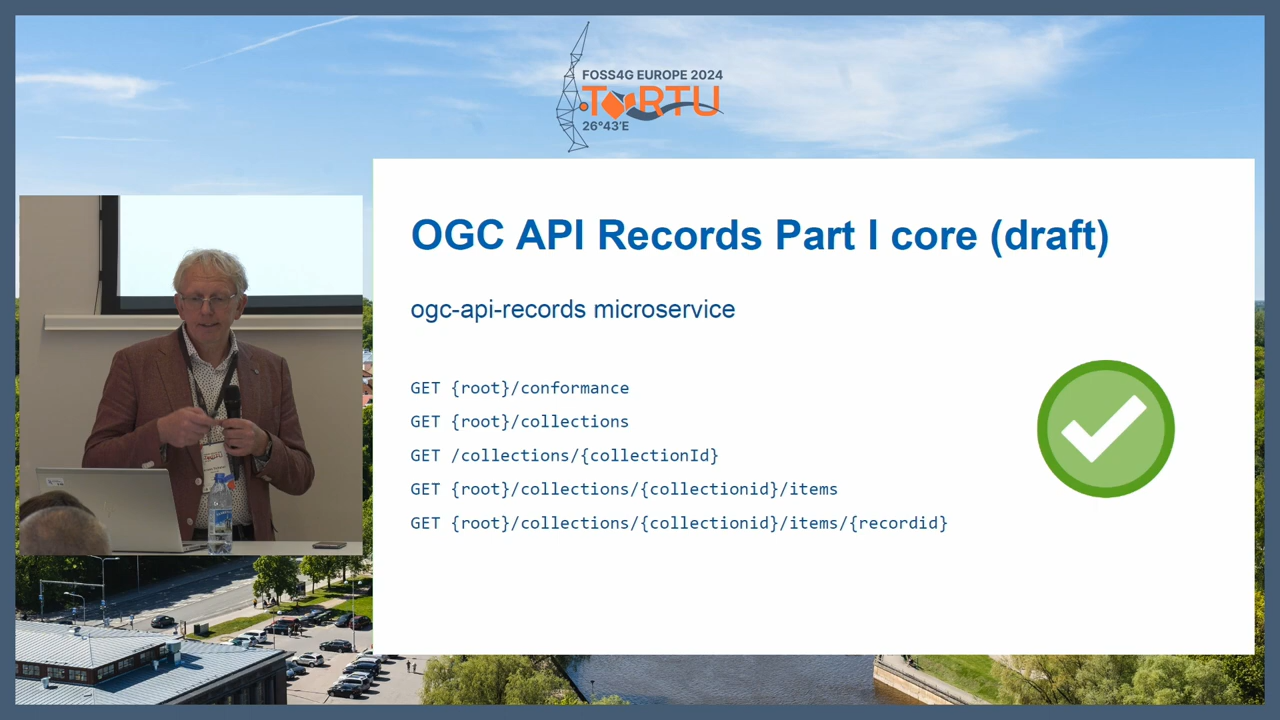 FOSS4G EUROPE 2024
TARTU
26°43'E
OGC API Records Part I core (draft)
ogc-api-records microservice
GET {root}/conformance
GET {root}/collections
GET /collections/{collectionId}
GET {root}/collections/{collectionid}/items
GET {root}/collections/{collectionid}/items/{recordid}